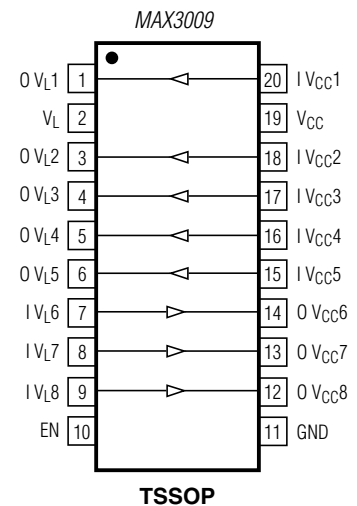 MAX3009
O VL1 1 20 I VCC1
VL 2 19 VCC
O VL2 3 18 I VCC2
O VL3 4 17 I VCC3
O VL4 5 16 I VCC4
O VL5 6 15 I VCC5
I VL6 7 14 O VCC6
I VL7 8 13 O VCC7
I VL8 9 12 O VCC8
EN 10 11 GND
TSSOP